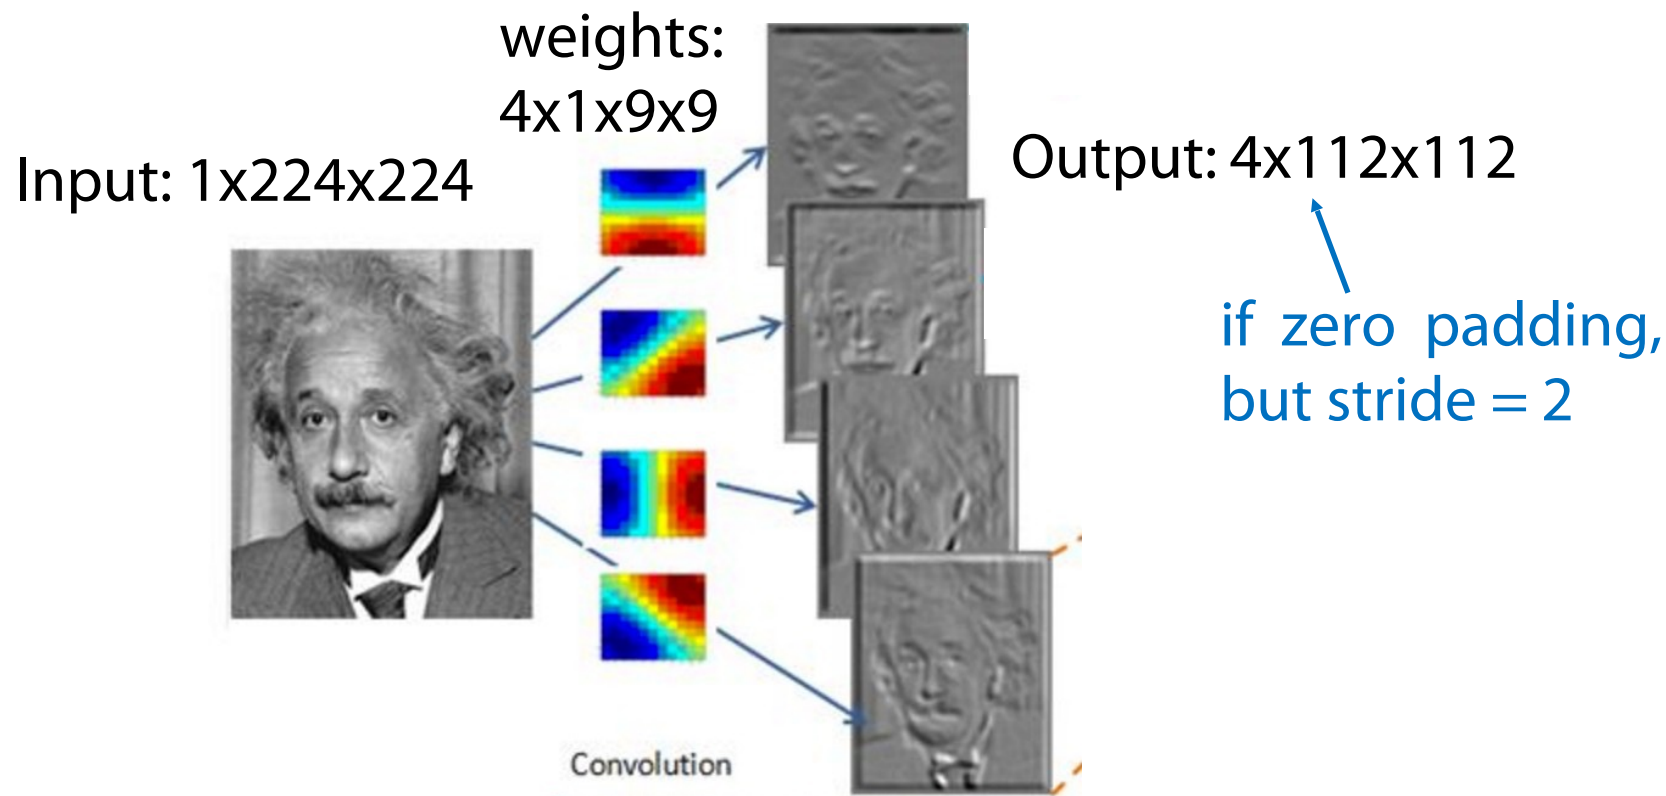 weights:
4x1x9x9
Input: 1x224x224
Output: 4x112x112
if zero padding,
but stride = 2
Convolution